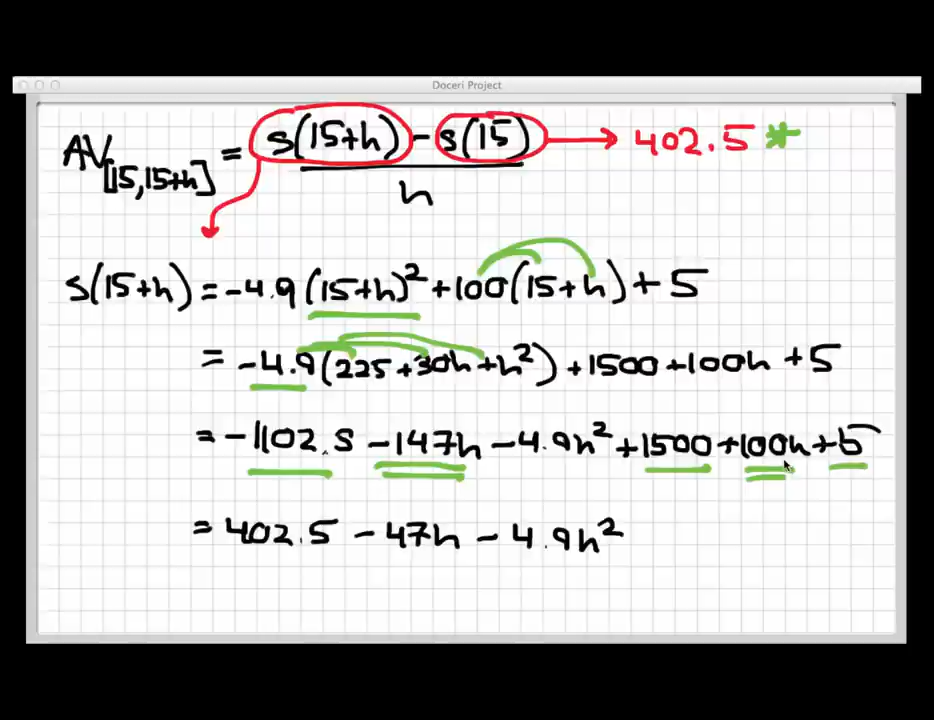 Doceri Project
AV[15,15+h] = s(15+h) - s(15) → 402.5 *
h
s(15+h) = -4.9(15+h)² +100(15+h) + 5
= -4.9(225+30h+h²) +1500+100h +5
= -1102.5 -147h -4.9h² +1500 +100h +5
= 402.5 -47h -4.9h²